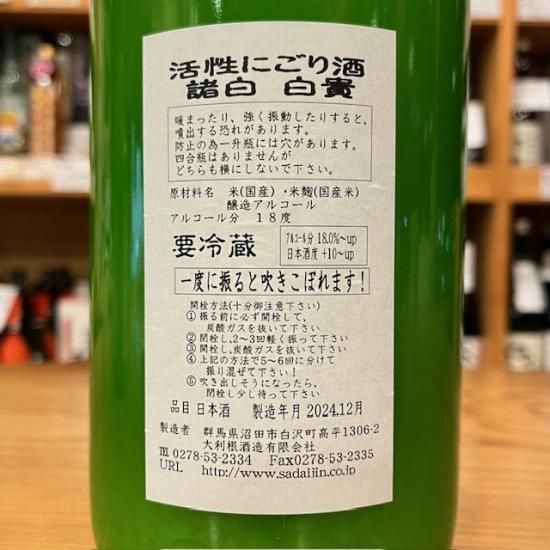 活性にごり酒
諸白 白貴
暖まったり、強く振動したりすると、
噴出する恐れがあります。
防止の為一升瓶には穴があります。
四合瓶はありませんが
どちらも横にしないで下さい。
原材料名 米(国産)・米麹(国産米)
醸造アルコール
アルコール分 18度
要冷蔵
アルコール分 18.0%~up
日本酒度 +10~up
一度に振ると吹きこぼれます!
開栓方法(十分御注意下さい)
① 振る前に必ず開栓して、
炭酸ガスを抜いて下さい
② 閉栓し、2~3回軽く振って下さい
③ 開栓し、炭酸ガスを抜いて下さい
④ 上記の方法で5~6回に分けて
振り混ぜて下さい!
⑤ 吹き出しそうになったら、
閉栓し少し待って下さい
品目 日本酒 製造年月 2024.12月
製造者 群馬県沼田市白沢町高平1306-2
大利根酒造有限会社
TEL 0278-53-2334 Fax0278-53-2335
URL http://www.sadaijin.co.jp